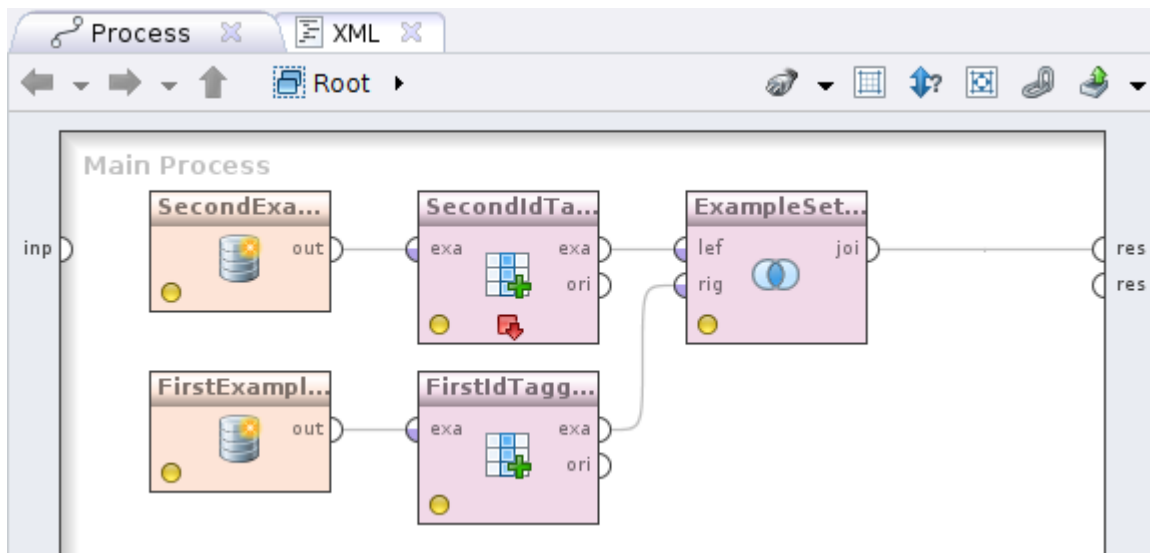 Process XML
Root
Main Process
SecondExa... SecondIdTa... ExampleSet...
inp out exa exa lef joi res
ori rig res
FirstExampl... FirstIdTagg...
out exa exa
ori